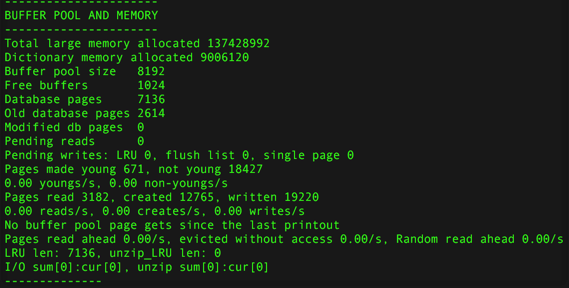 ----------------------
BUFFER POOL AND MEMORY
----------------------
Total large memory allocated 137428992
Dictionary memory allocated 9006120
Buffer pool size   8192
Free buffers       1024
Database pages     7136
Old database pages 2614
Modified db pages  0
Pending reads      0
Pending writes: LRU 0, flush list 0, single page 0
Pages made young 671, not young 18427
0.00 youngs/s, 0.00 non-youngs/s
Pages read 3182, created 12765, written 19220
0.00 reads/s, 0.00 creates/s, 0.00 writes/s
No buffer pool page gets since the last printout
Pages read ahead 0.00/s, evicted without access 0.00/s, Random read ahead 0.00/s
LRU len: 7136, unzip_LRU len: 0
I/O sum[0]:cur[0], unzip sum[0]:cur[0]
--------------